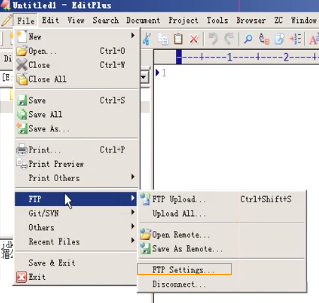 Untitled1 - EditPlus
File Edit View Search Document Project Tools Browser ZC Window
New
Open... Ctrl-O
Close Ctrl-W
Close All
Save Ctrl+S
Save All
Save As...
Print... Ctrl+P
Print Preview
Print Others
FTP
Git/SVN
Others
Recent Files
Save & Exit
Exit
FTP Upload... Ctrl+Shift+S
Upload All...
Open Remote...
Save As Remote...
FTP Settings...
Disconnect...
----+----1----+----2----+
1